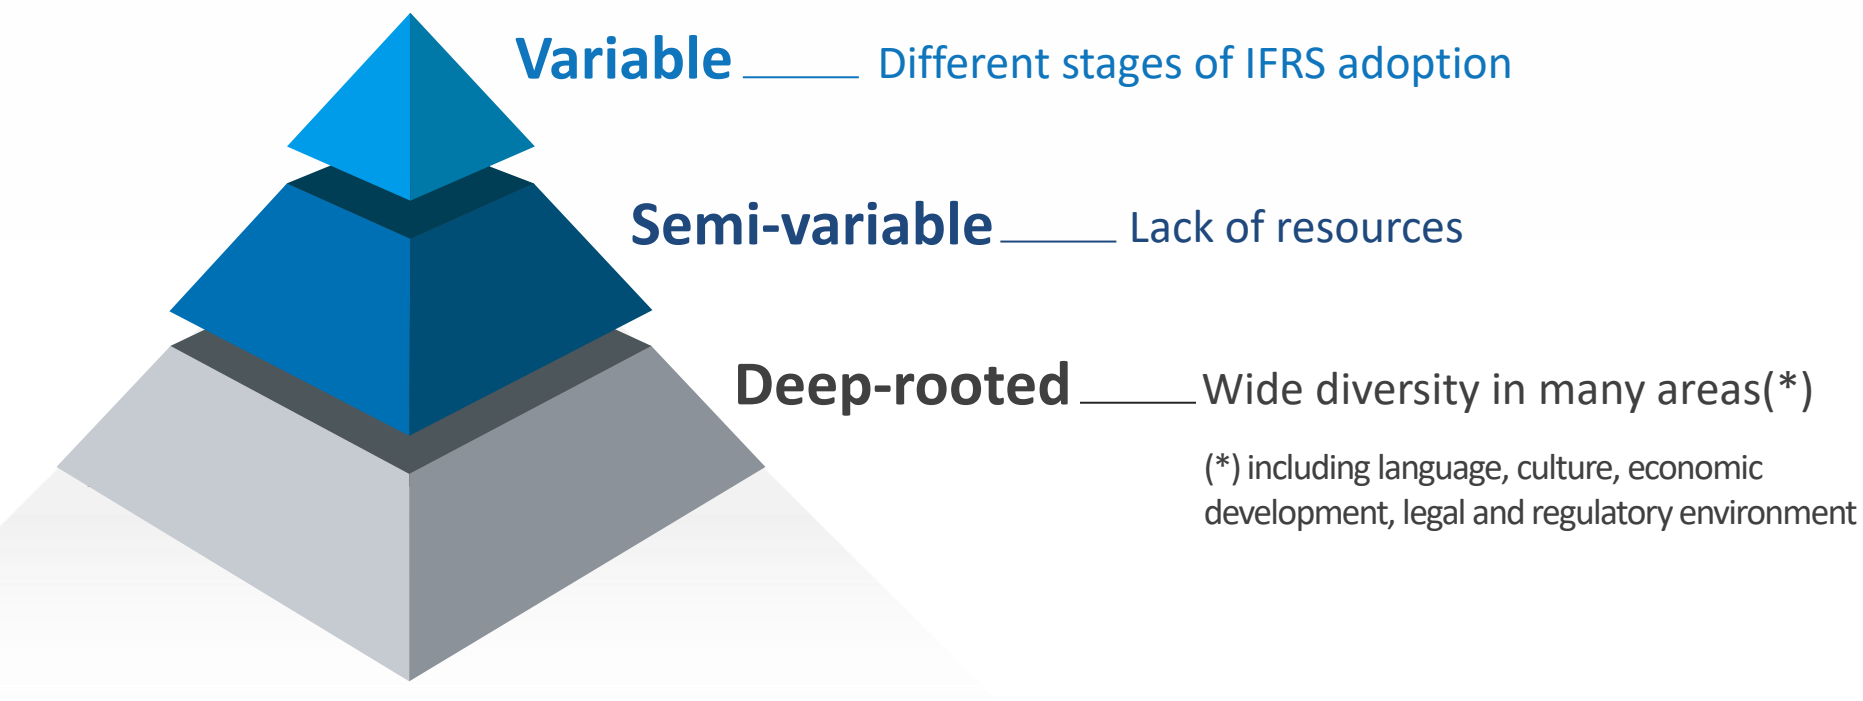 Variable Different stages of IFRS adoption
Semi-variable Lack of resources
Deep-rooted Wide diversity in many areas(*)
(*) including language, culture, economic
development, legal and regulatory environment